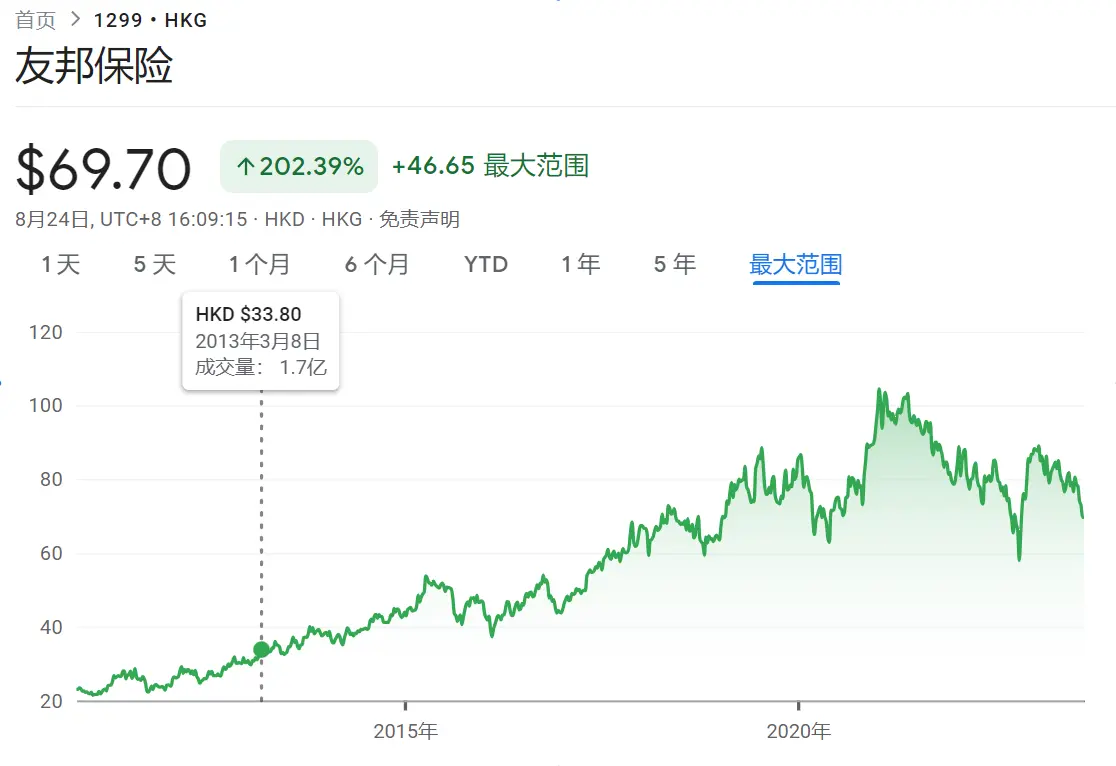 首页 > 1299 • HKG
友邦保险
$69.70 ↑202.39% +46.65 最大范围
8月24日, UTC+8 16:09:15 · HKD · HKG · 免责声明
1天 5天 1个月 6个月 YTD 1年 5年 最大范围
HKD $33.80
2013年3月8日
成交量： 1.7亿
120
100
80
60
40
20
2015年 2020年